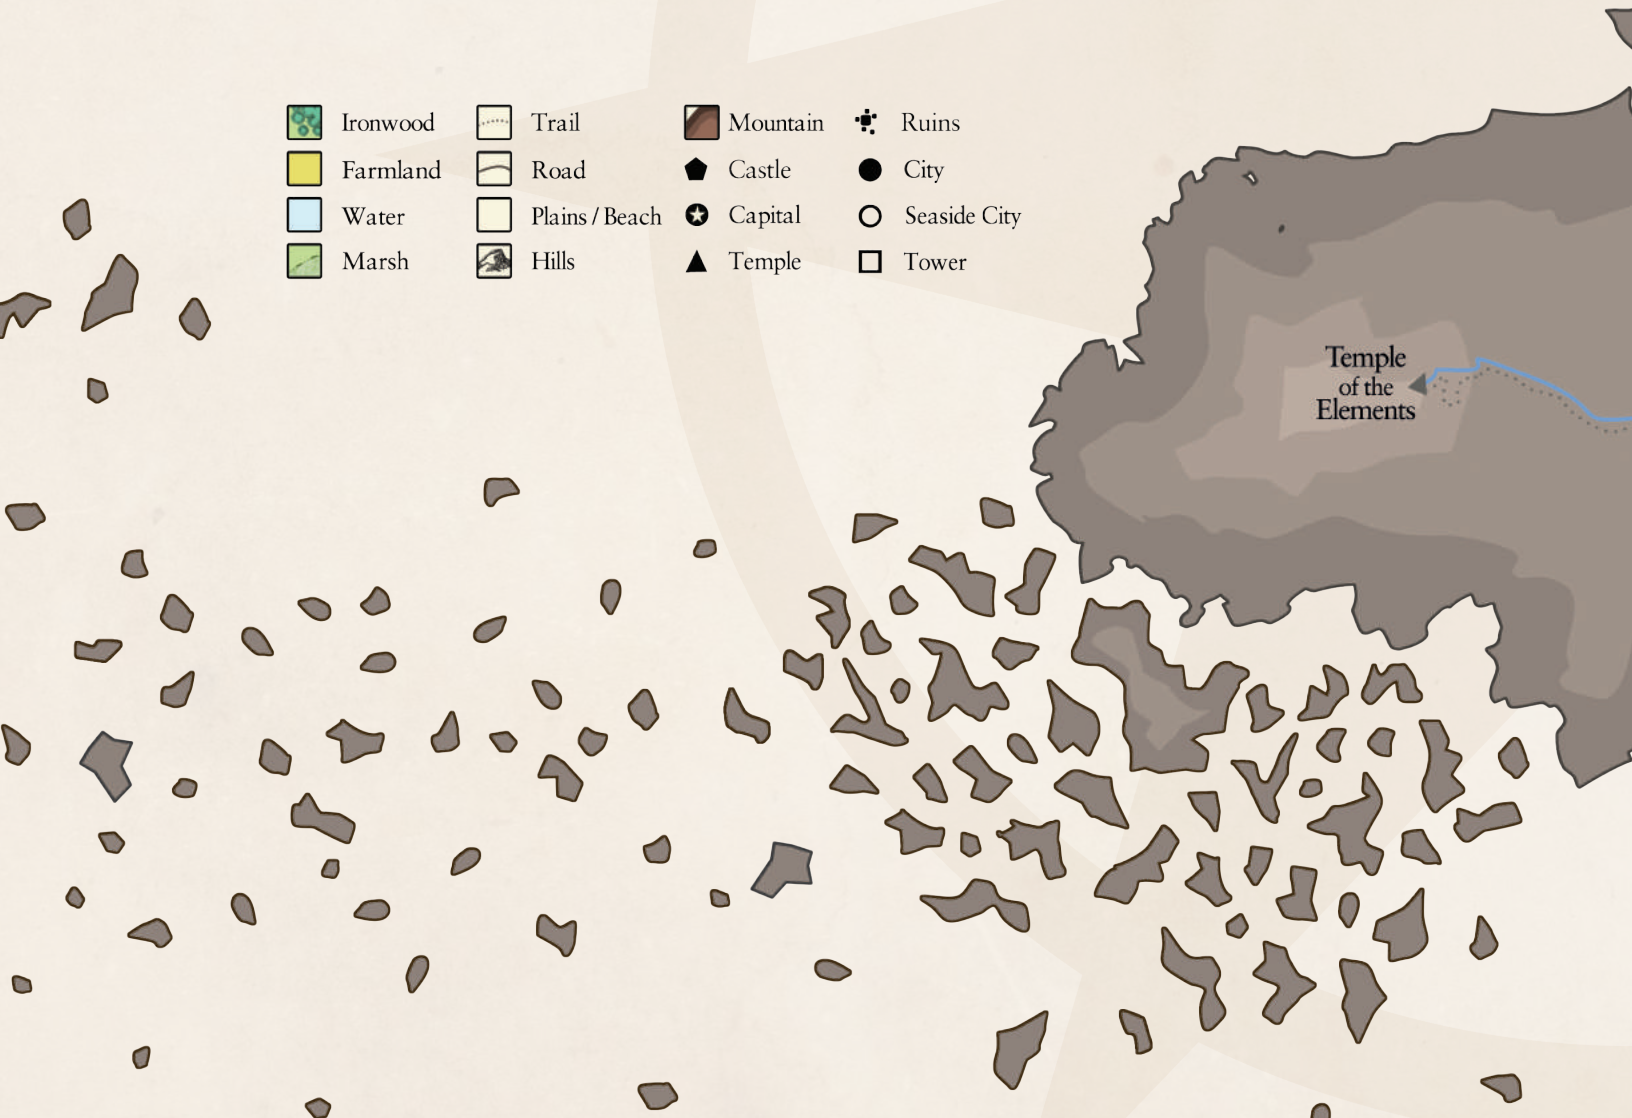 Ironwood
Trail
Mountain
Ruins
Farmland
Road
Castle
City
Water
Plains / Beach
Capital
Seaside City
Marsh
Hills
Temple
Tower
Temple
of the
Elements